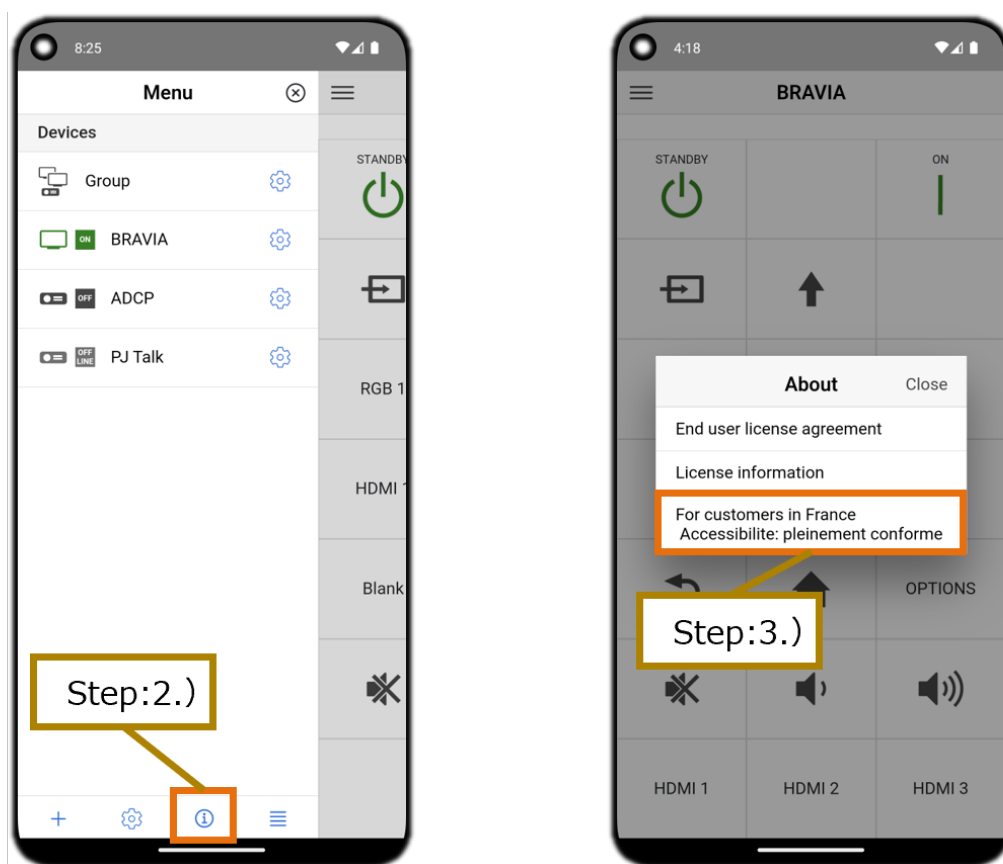 8:25
Menu
Devices
Group
ON BRAVIA
OFF ADCP
OFF LINE PJ Talk
STANDBY
RGB 1
HDMI 1
Blank
Step:2.)
4:18
BRAVIA
STANDBY
ON
About Close
End user license agreement
License information
For customers in France
Accessibilite: pleinement conforme
OPTIONS
Step:3.)
HDMI 1 HDMI 2 HDMI 3